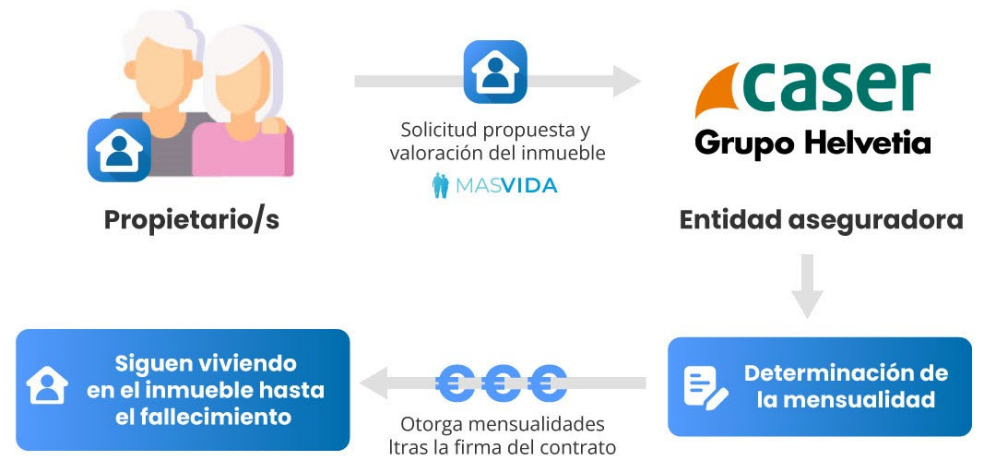 Solicitud propuesta y
valoración del inmueble
MASVIDA
caser
Grupo Helvetia
Propietario/s
Entidad aseguradora
Siguen viviendo
en el inmueble hasta
el fallecimiento
€€€
Otorga mensualidades
ltras la firma del contrato
Determinación de
la mensualidad